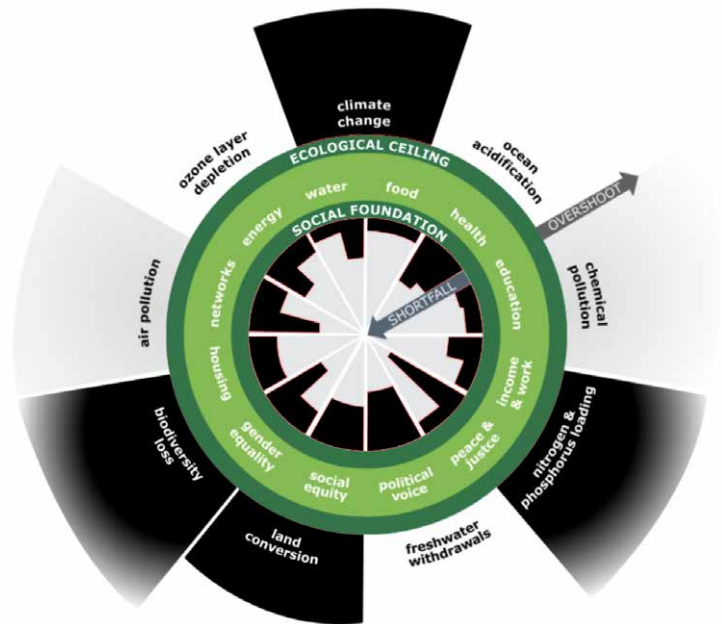 climate
change
ozone layer
depletion
ocean
acidification
ECOLOGICAL CEILING
water
food
energy
health
SOCIAL FOUNDATION
OVERSHOOT
networks
education
SHORTFALL
air pollution
chemical
pollution
housing
income
& work
nitrogen &
phosphorus loading
biodiversity
loss
gender
equality
peace &
justce
social
equity
political
voice
land
conversion
freshwater
withdrawals